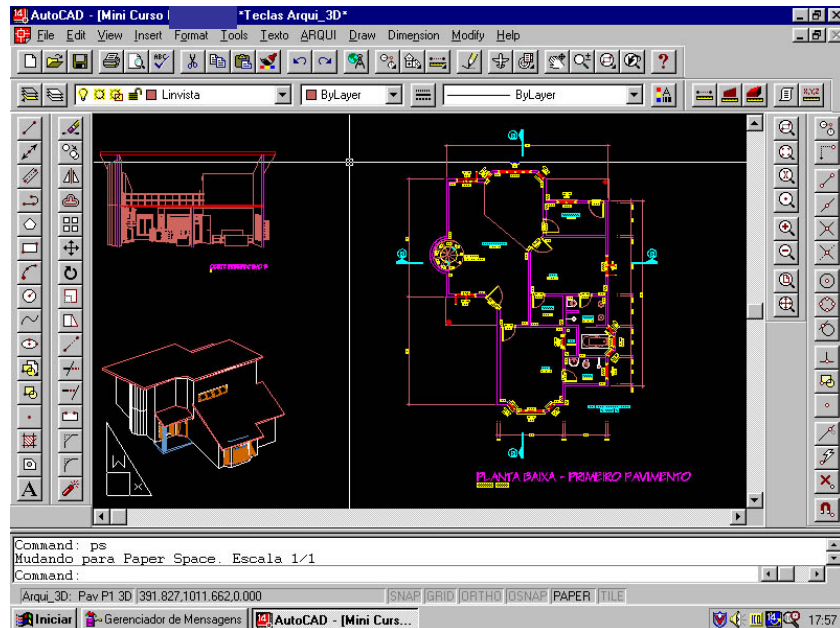 AutoCAD - [Mini Curso *Teclas Arqui_3D*
File Edit View Insert Format Tools Texto ARQUI Draw Dimension Modify Help
Linvista ByLayer ByLayer
PLANTA BAIXA - PRIMEIRO PAVIMENTO
W
X
A
Command: ps
Mudando para Paper Space. Escala 1/1
Command:
Arqui_3D: Pav P1 3D 391.827,1011.662,0.000 SNAP GRID ORTHO OSNAP PAPER TILE
Iniciar Gerenciador de Mensagens AutoCAD - [Mini Curs... 17:57